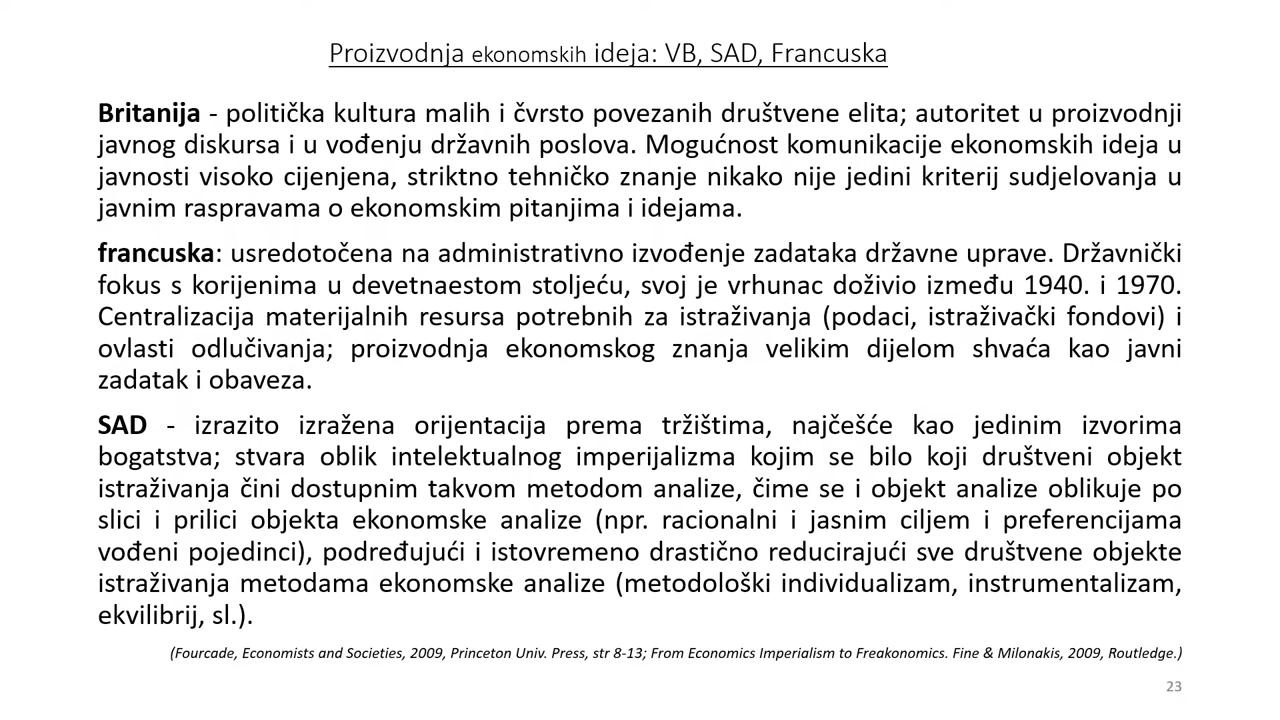 Proizvodnja ekonomskih ideja: VB, SAD, Francuska
Britanija - politička kultura malih i čvrsto povezanih društvene elita; autoritet u proizvodnji
javnog diskursa i u vođenju državnih poslova. Mogućnost komunikacije ekonomskih ideja u
javnosti visoko cijenjena, striktno tehničko znanje nikako nije jedini kriterij sudjelovanja u
javnim raspravama o ekonomskim pitanjima i idejama.
francuska: usredotočena na administrativno izvođenje zadataka državne uprave. Državnički
fokus s korijenima u devetnaestom stoljeću, svoj je vrhunac doživio između 1940. i 1970.
Centralizacija materijalnih resursa potrebnih za istraživanja (podaci, istraživački fondovi) i
ovlasti odlučivanja; proizvodnja ekonomskog znanja velikim dijelom shvaća kao javni
zadatak i obaveza.
SAD - izrazito izražena orijentacija prema tržištima, najčešće kao jedinim izvorima
bogatstva; stvara oblik intelektualnog imperijalizma kojim se bilo koji društveni objekt
istraživanja čini dostupnim takvom metodom analize, čime se i objekt analize oblikuje po
slici i prilici objekta ekonomske analize (npr. racionalni i jasnim ciljem i preferencijama
vođeni pojedinci), podređujući i istovremeno drastično reducirajući sve društvene objekte
istraživanja metodama ekonomske analize (metodološki individualizam, instrumentalizam,
ekvilibrij, sl.).
(Fourcade, Economists and Societies, 2009, Princeton Univ. Press, str 8-13; From Economics Imperialism to Freakonomics. Fine & Milonakis, 2009, Routledge.)
23